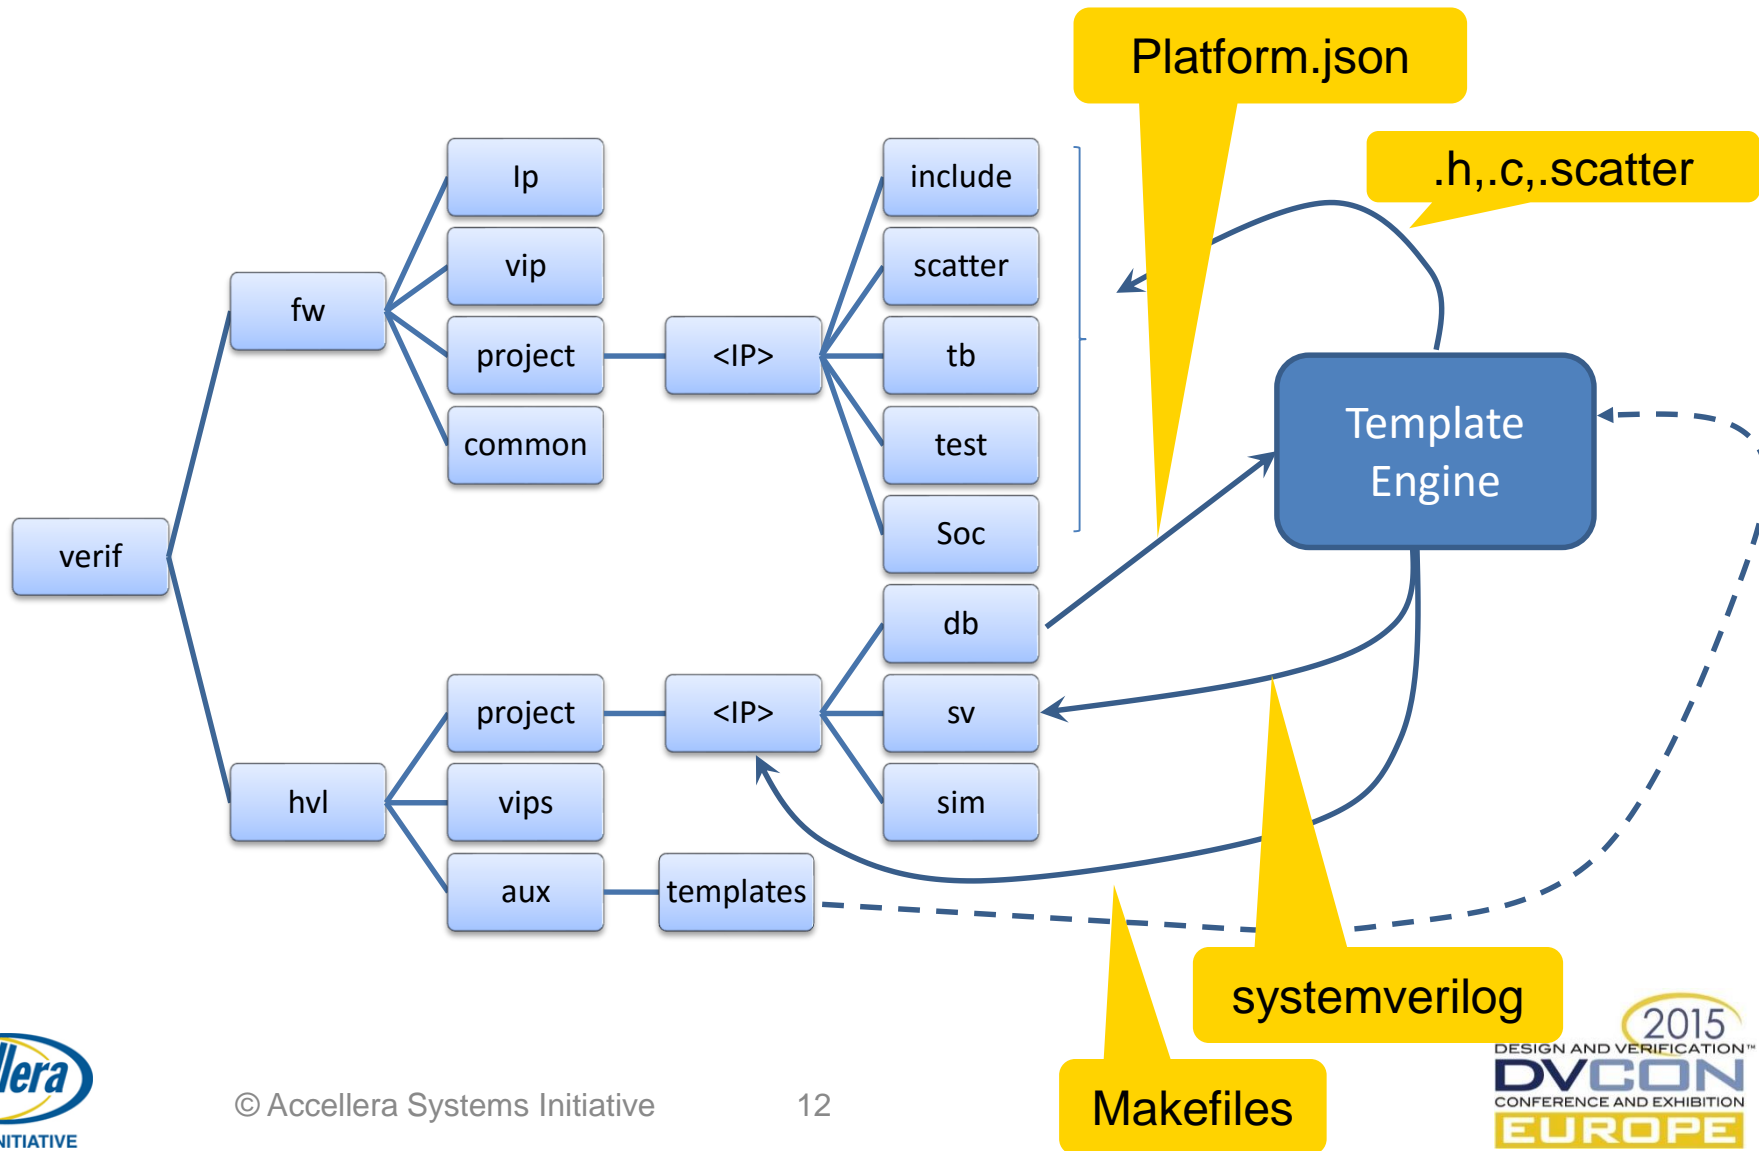 Platform.json
.h,.c,.scatter
Ip
include
vip
scatter
fw
project
<IP>
tb
Template
Engine
common
test
Soc
verif
db
project
<IP>
sv
hvl
vips
sim
aux
templates
systemverilog
Makefiles
llera
NITIATIVE
© Accellera Systems Initiative
12
2015
DESIGN AND VERIFICATION™
DVCON
CONFERENCE AND EXHIBITION
EUROPE